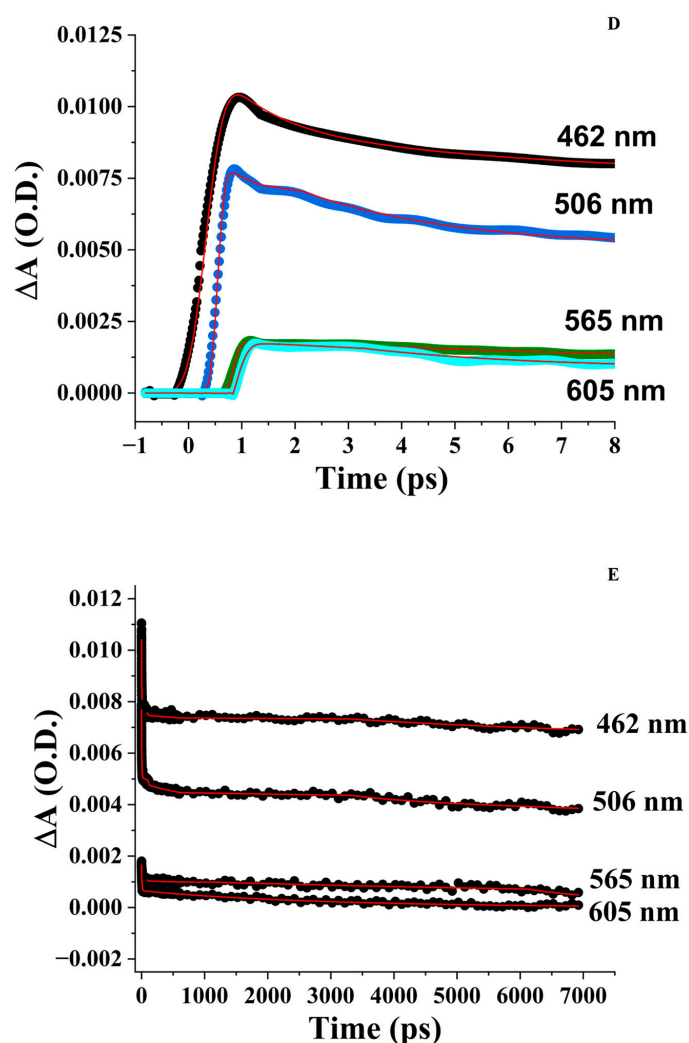 D
0.0125
0.0100
0.0075
0.0050
0.0025
0.0000
ΔA (O.D.)
462 nm
506 nm
565 nm
605 nm
−1 0 1 2 3 4 5 6 7 8
Time (ps)
E
0.012
0.010
0.008
0.006
0.004
0.002
0.000
−0.002
ΔA (O.D.)
462 nm
506 nm
565 nm
605 nm
0 1000 2000 3000 4000 5000 6000 7000
Time (ps)